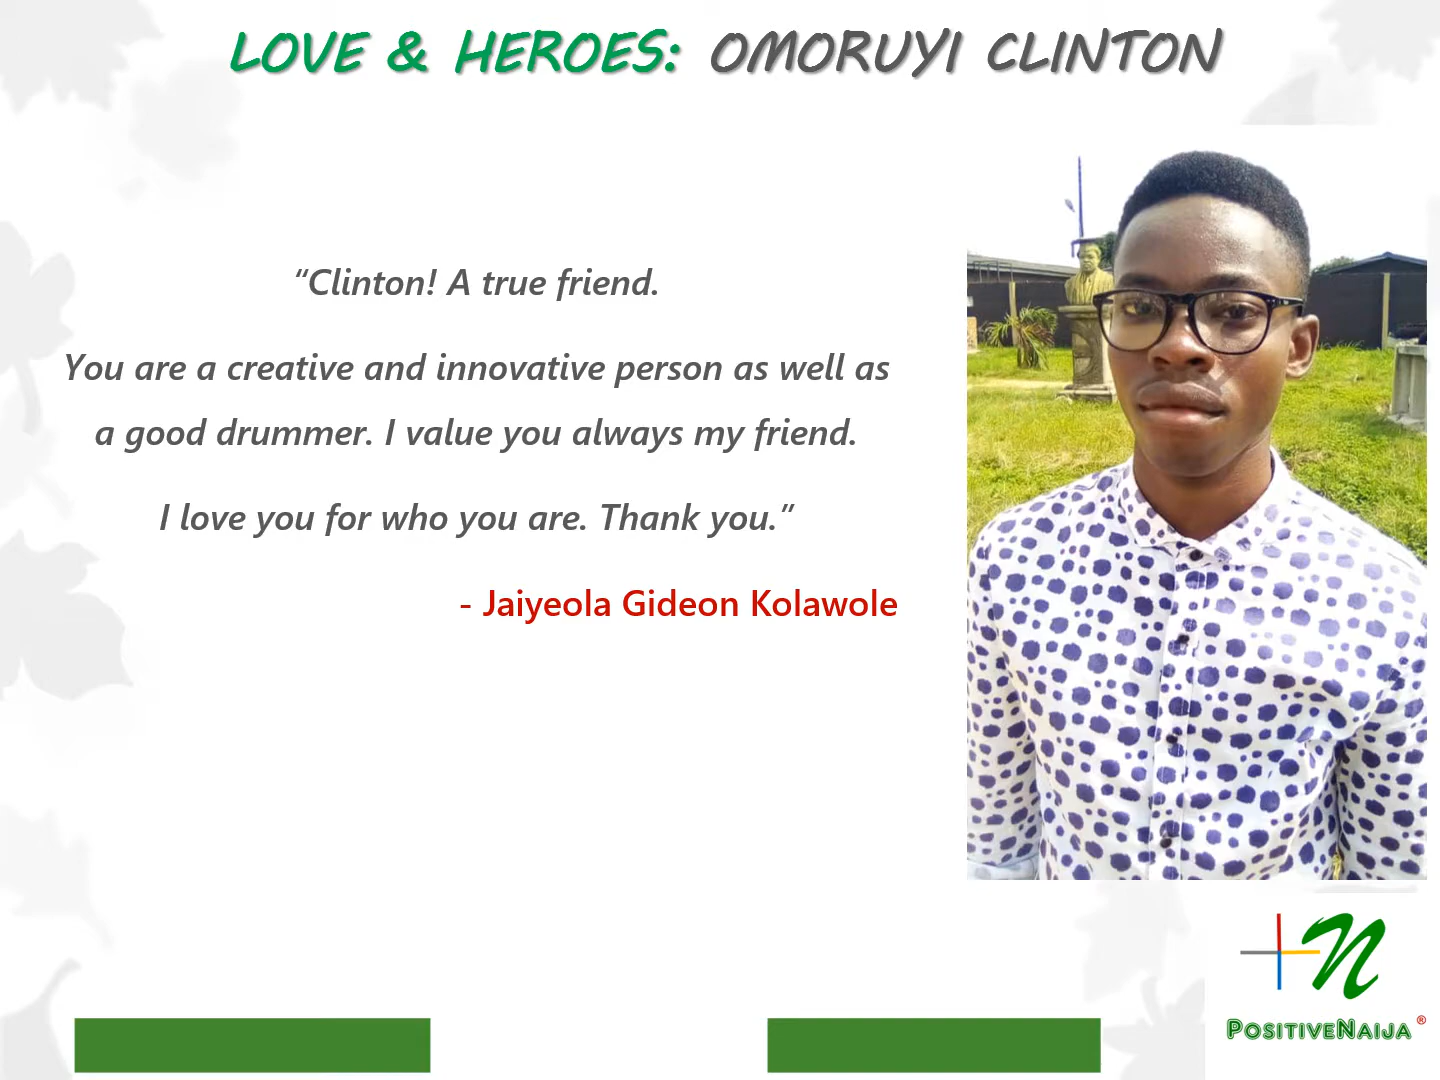 LOVE & HEROES: OMORUYI CLINTON
“Clinton! A true friend.
You are a creative and innovative person as well as
a good drummer. I value you always my friend.
I love you for who you are. Thank you.”
- Jaiyeola Gideon Kolawole
+N
POSITIVENAIJA®